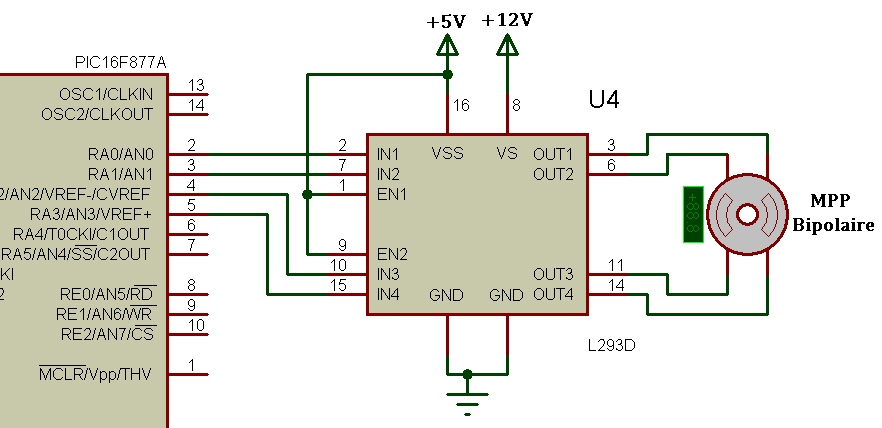 +5V
+12V
PIC16F877A
U4
13
OSC1/CLKIN
14
OSC2/CLKOUT
16
8
VSS
VS
2
RA0/AN0
3
RA1/AN1
4
2/AN2/VREF-/CVREF
5
RA3/AN3/VREF+
6
RA4/T0CKI/C1OUT
7
RA5/AN4/SS/C2OUT
KI
2
8
RE0/AN5/RD
9
RE1/AN6/WR
10
RE2/AN7/CS
1
MCLR/Vpp/THV
2
IN1
7
IN2
1
EN1
9
EN2
10
IN3
15
IN4
OUT1
3
OUT2
6
OUT3
11
OUT4
14
GND
GND
L293D
+88.8
MPP
Bipolaire